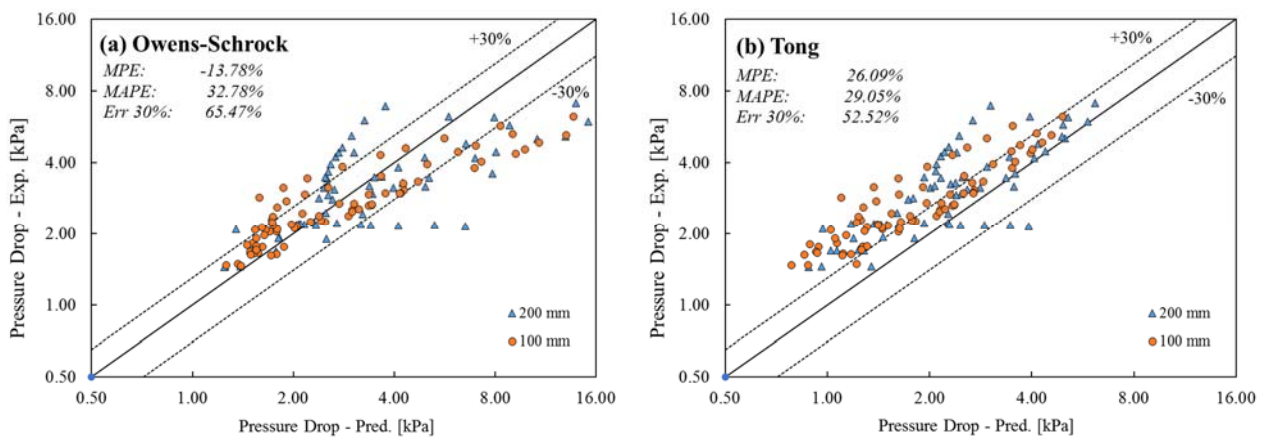 (a) Owens-Schrock
MPE: -13.78%
MAPE: 32.78%
Err 30%: 65.47%
+30%
-30%
16.00
8.00
4.00
2.00
1.00
0.50
Pressure Drop - Exp. [kPa]
0.50 1.00 2.00 4.00 8.00 16.00
Pressure Drop - Pred. [kPa]
200 mm
100 mm
(b) Tong
MPE: 26.09%
MAPE: 29.05%
Err 30%: 52.52%
+30%
-30%
16.00
8.00
4.00
2.00
1.00
0.50
Pressure Drop - Exp. [kPa]
0.50 1.00 2.00 4.00 8.00 16.00
Pressure Drop - Pred. [kPa]
200 mm
100 mm